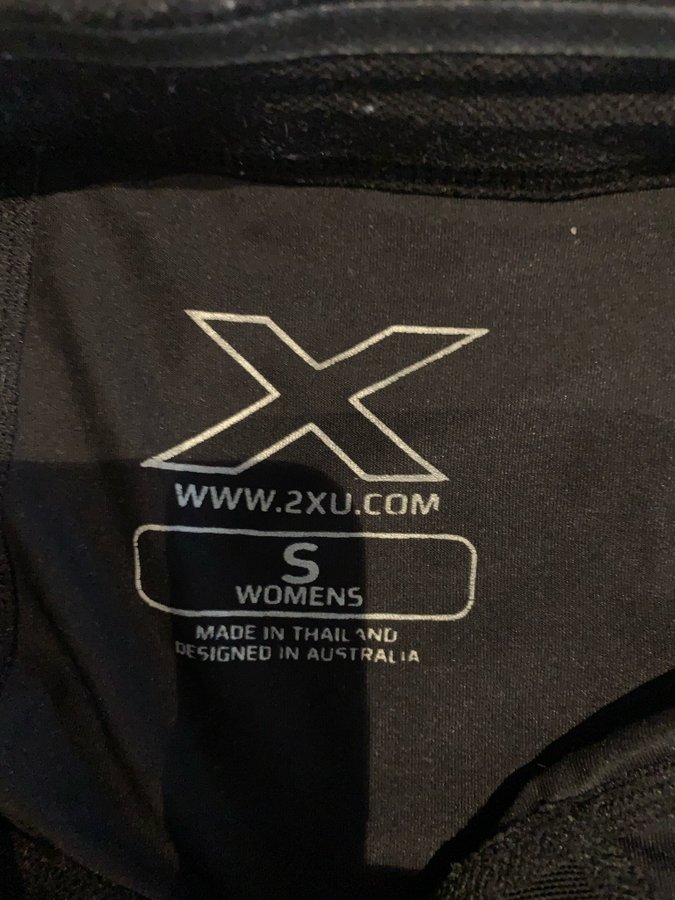 X
WWW.2XU.COM
S
WOMENS
MADE IN THAILAND
DESIGNED IN AUSTRALIA